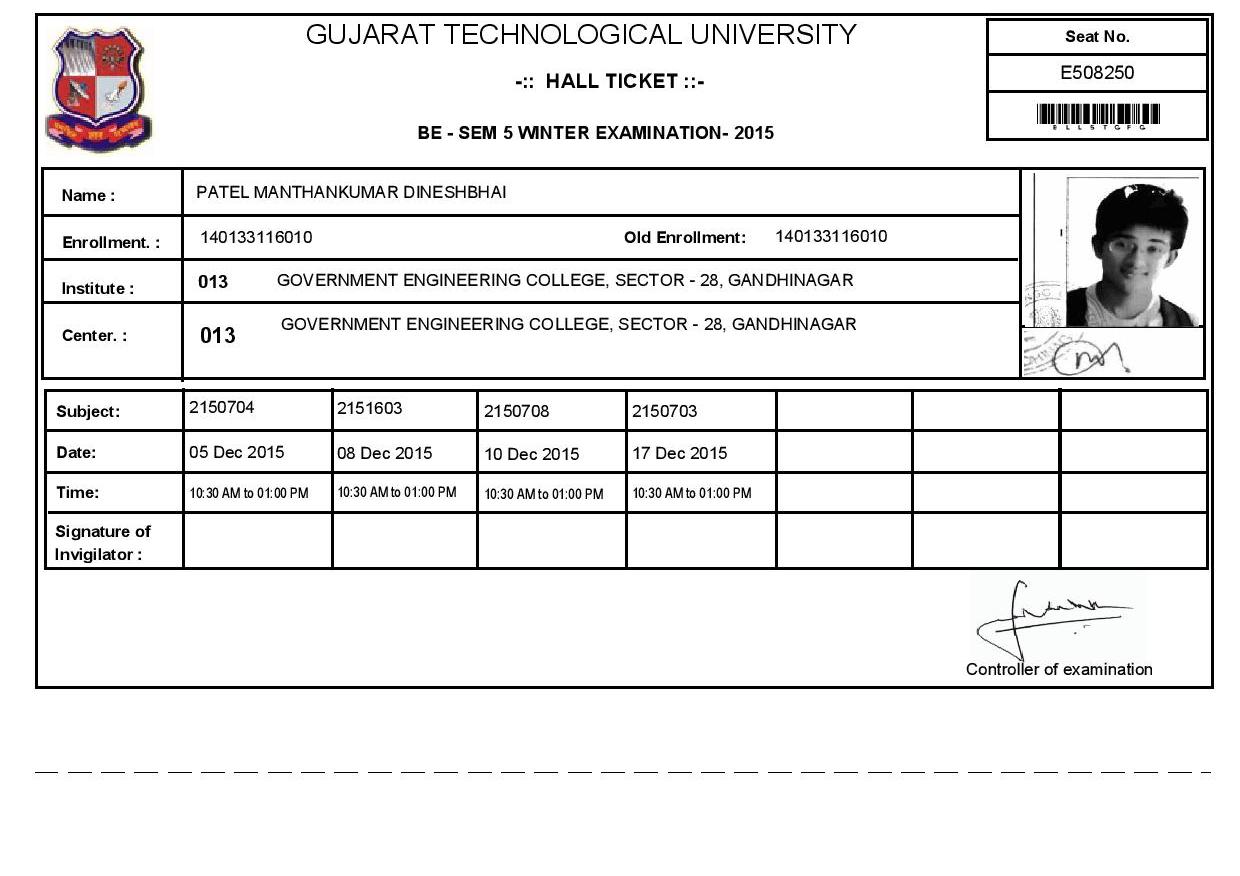 GUJARAT TECHNOLOGICAL UNIVERSITY
-:: HALL TICKET ::-
BE - SEM 5 WINTER EXAMINATION- 2015
Seat No.
E508250
Name : PATEL MANTHANKUMAR DINESHBHAI
Enrollment. : 140133116010 Old Enrollment: 140133116010
Institute : 013 GOVERNMENT ENGINEERING COLLEGE, SECTOR - 28, GANDHINAGAR
Center. : 013 GOVERNMENT ENGINEERING COLLEGE, SECTOR - 28, GANDHINAGAR
Subject: 2150704 2151603 2150708 2150703
Date: 05 Dec 2015 08 Dec 2015 10 Dec 2015 17 Dec 2015
Time: 10:30 AM to 01:00 PM 10:30 AM to 01:00 PM 10:30 AM to 01:00 PM 10:30 AM to 01:00 PM
Signature of
Invigilator :
Controller of examination